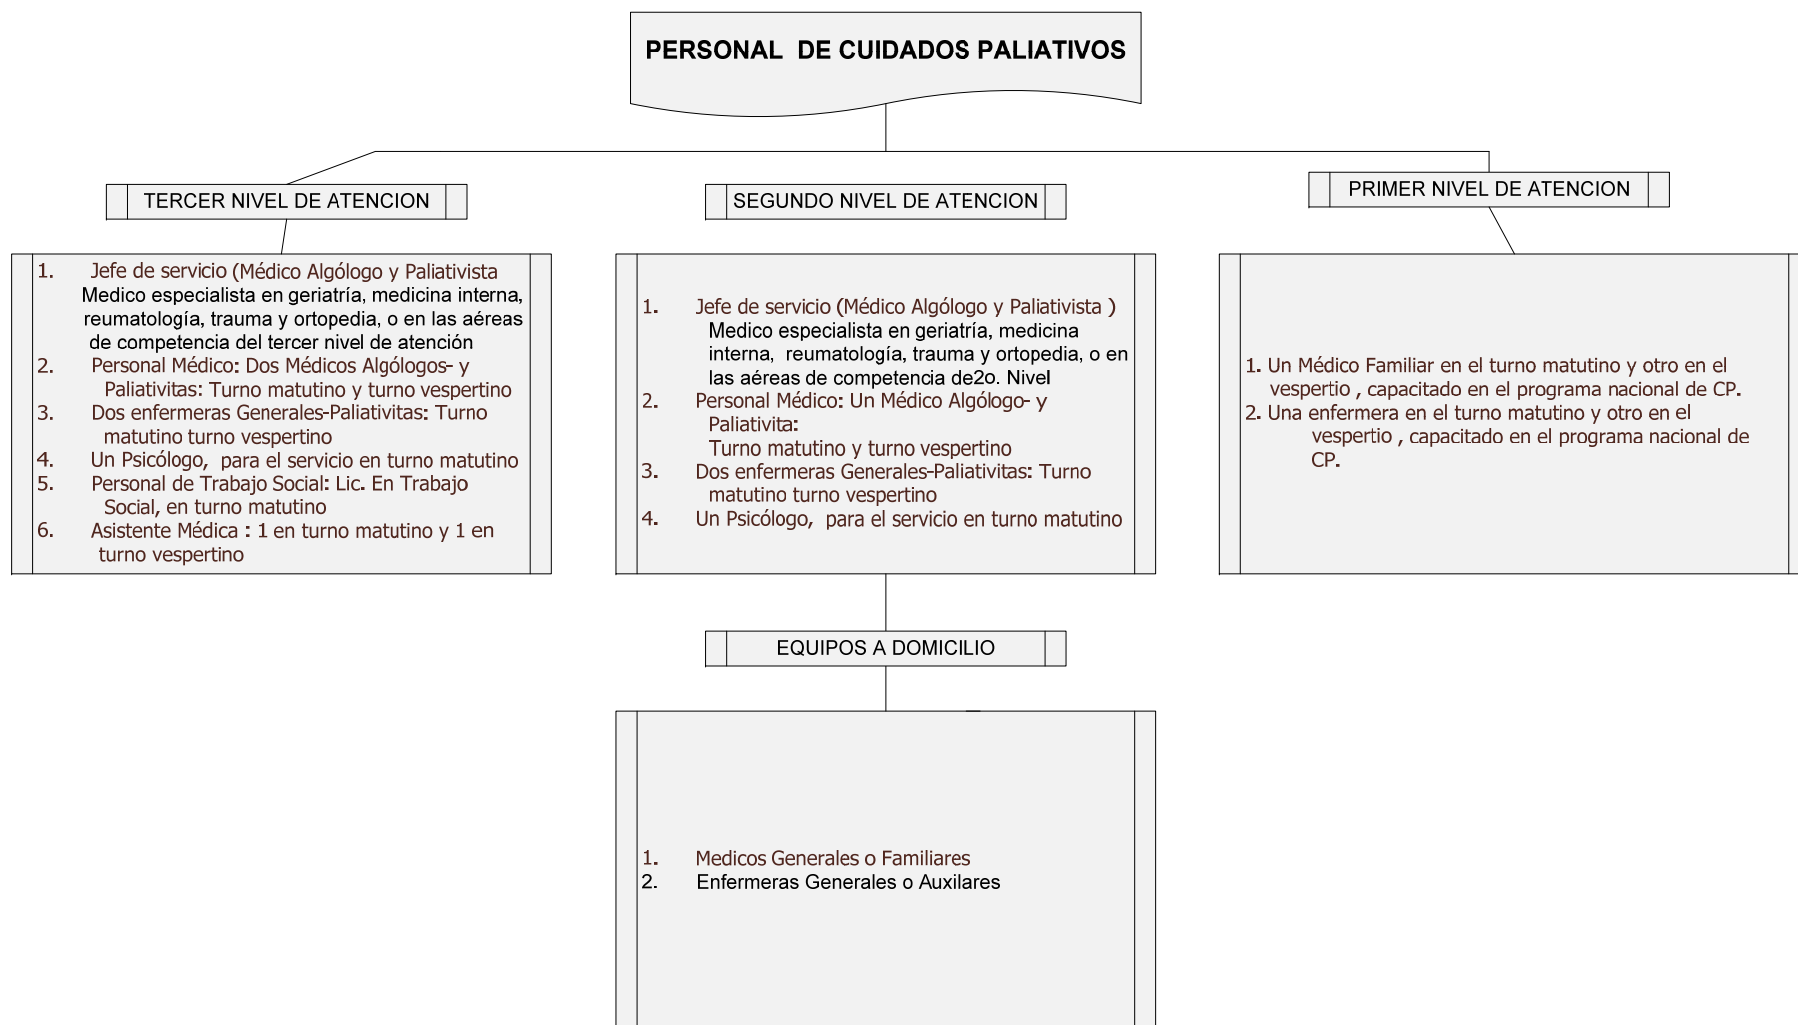 PERSONAL DE CUIDADOS PALIATIVOS
TERCER NIVEL DE ATENCION
1. Jefe de servicio (Médico Algólogo y Paliativista
Medico especialista en geriatría, medicina interna,
reumatología, trauma y ortopedia, o en las aéreas
de competencia del tercer nivel de atención
2. Personal Médico: Dos Médicos Algólogos- y
Paliativitas: Turno matutino y turno vespertino
3. Dos enfermeras Generales-Paliativitas: Turno
matutino turno vespertino
4. Un Psicólogo, para el servicio en turno matutino
5. Personal de Trabajo Social: Lic. En Trabajo
Social, en turno matutino
6. Asistente Médica : 1 en turno matutino y 1 en
turno vespertino
SEGUNDO NIVEL DE ATENCION
1. Jefe de servicio (Médico Algólogo y Paliativista )
Medico especialista en geriatría, medicina
interna, reumatología, trauma y ortopedia, o en
las aéreas de competencia de2o. Nivel
2. Personal Médico: Un Médico Algólogo- y
Paliativita:
Turno matutino y turno vespertino
3. Dos enfermeras Generales-Paliativitas: Turno
matutino turno vespertino
4. Un Psicólogo, para el servicio en turno matutino
PRIMER NIVEL DE ATENCION
1. Un Médico Familiar en el turno matutino y otro en el
vespertio , capacitado en el programa nacional de CP.
2. Una enfermera en el turno matutino y otro en el
vespertio , capacitado en el programa nacional de
CP.
EQUIPOS A DOMICILIO
1. Medicos Generales o Familiares
2. Enfermeras Generales o Auxilares